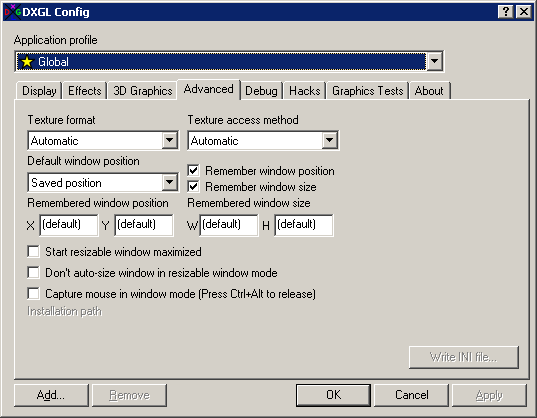 DXGL Config
Application profile
Global
Display Effects 3D Graphics Advanced Debug Hacks Graphics Tests About
Texture format Texture access method
Automatic Automatic
Default window position
Saved position
Remember window position
Remember window size
Remembered window position Remembered window size
X (default) Y (default) W (default) H (default)
Start resizable window maximized
Don't auto-size window in resizable window mode
Capture mouse in window mode (Press Ctrl+Alt to release)
Installation path
Write INI file...
Add... Remove OK Cancel Apply